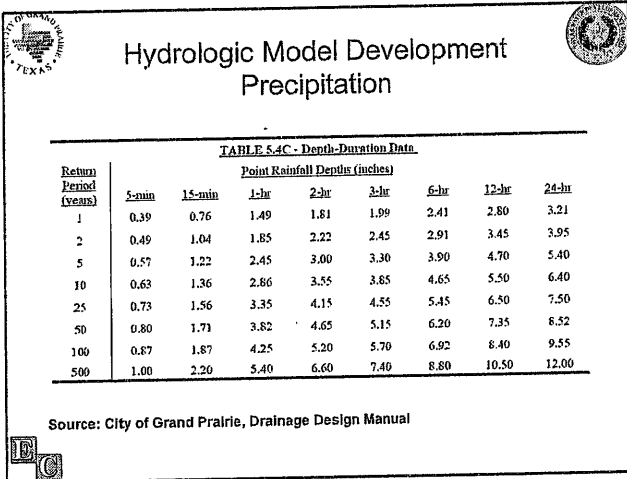 THE CITY OF GRAND PRAIRIE
TEXAS
Hydrologic Model Development
Precipitation
TABLE 5.4C - Depth-Duration Data
Return Period (years) Point Rainfall Depths (inches)
5-min 15-min 1-hr 2-hr 3-hr 6-hr 12-hr 24-hr
1 0.39 0.76 1.49 1.81 1.99 2.41 2.80 3.21
2 0.49 1.04 1.85 2.22 2.45 2.91 3.45 3.95
5 0.57 1.22 2.45 3.00 3.30 3.90 4.70 5.40
10 0.63 1.36 2.86 3.55 3.85 4.65 5.50 6.40
25 0.73 1.56 3.35 4.15 4.55 5.45 6.50 7.50
50 0.80 1.71 3.82 4.65 5.15 6.20 7.35 8.52
100 0.87 1.87 4.25 5.20 5.70 6.92 8.40 9.55
500 1.00 2.20 5.40 6.60 7.40 8.80 10.50 12.00
Source: City of Grand Prairie, Drainage Design Manual
E
C